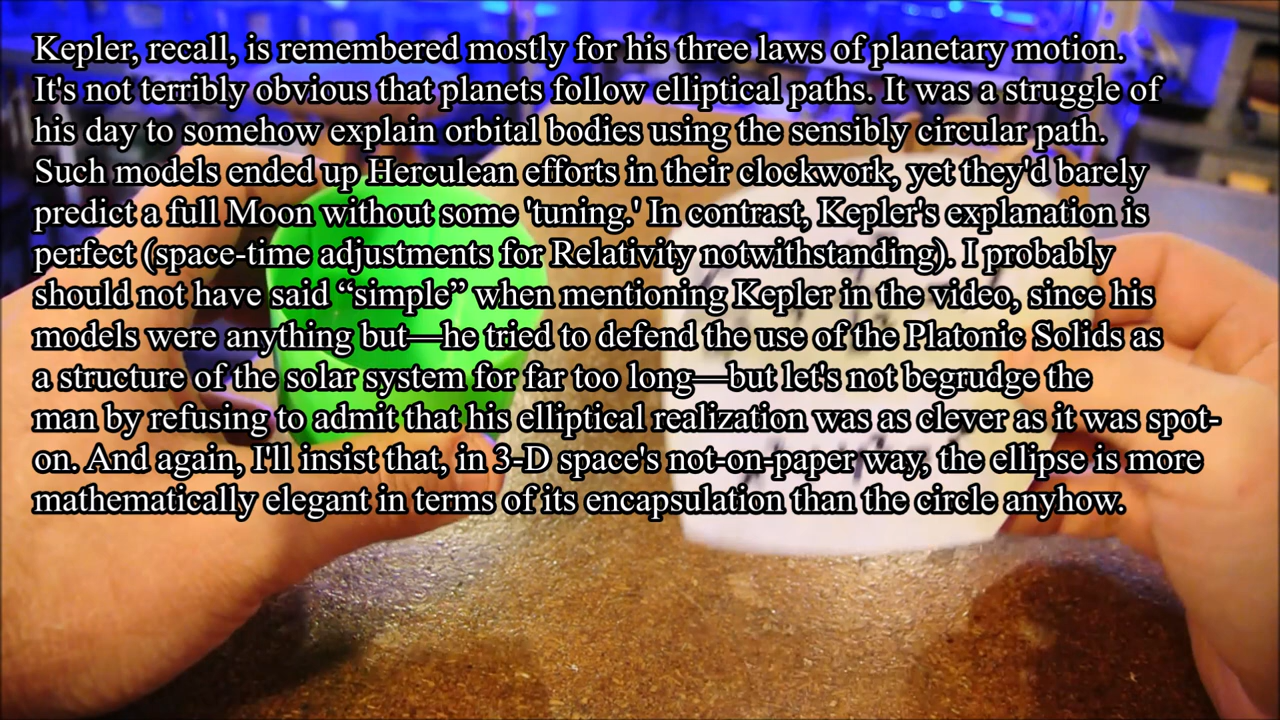 Kepler, recall, is remembered mostly for his three laws of planetary motion.
It's not terribly obvious that planets follow elliptical paths. It was a struggle of
his day to somehow explain orbital bodies using the sensibly circular path.
Such models ended up Herculean efforts in their clockwork, yet they'd barely
predict a full Moon without some 'tuning.' In contrast, Kepler's explanation is
perfect (space-time adjustments for Relativity notwithstanding). I probably
should not have said “simple” when mentioning Kepler in the video, since his
models were anything but—he tried to defend the use of the Platonic Solids as
a structure of the solar system for far too long—but let's not begrudge the
man by refusing to admit that his elliptical realization was as clever as it was spot-
on. And again, I'll insist that, in 3-D space's not-on-paper way, the ellipse is more
mathematically elegant in terms of its encapsulation than the circle anyhow.